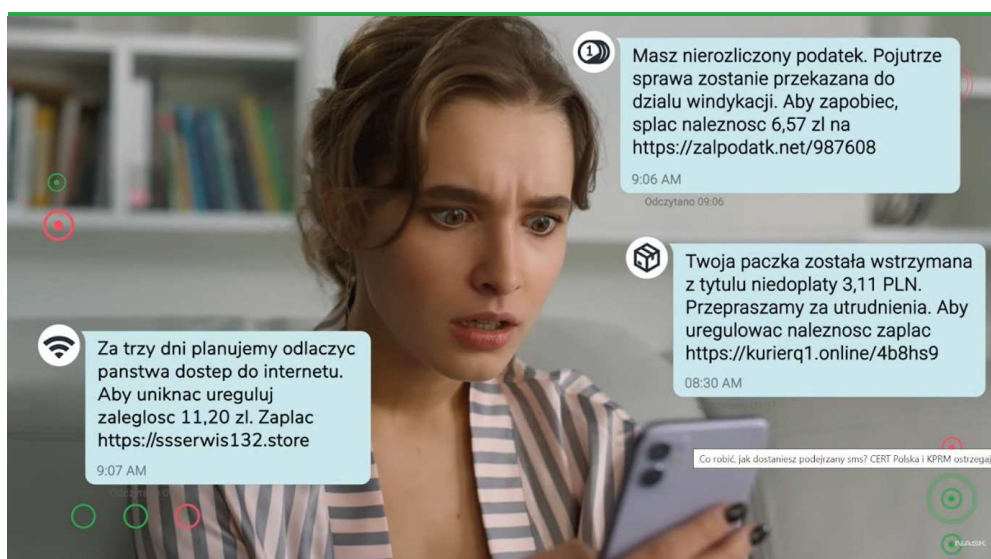 1
Masz nierozliczony podatek. Pojutrze
sprawa zostanie przekazana do
dzialu windykacji. Aby zapobiec,
splac naleznosc 6,57 zl na
https://zalpodatk.net/987608
9:06 AM
Odczytano 09:06
Twoja paczka została wstrzymana
z tytulu niedoplaty 3,11 PLN.
Przepraszamy za utrudnienia. Aby
uregulowac naleznosc zaplac
https://kurierq1.online/4b8hs9
08:30 AM
Za trzy dni planujemy odlaczyc
panstwa dostep do internetu.
Aby uniknac ureguluj
zaleglosc 11,20 zl. Zaplac
https://ssserwis132.store
9:07 AM
Co robić, jak dostaniesz podejrzany sms? CERT Polska i KPRM ostrzegaj
NASK